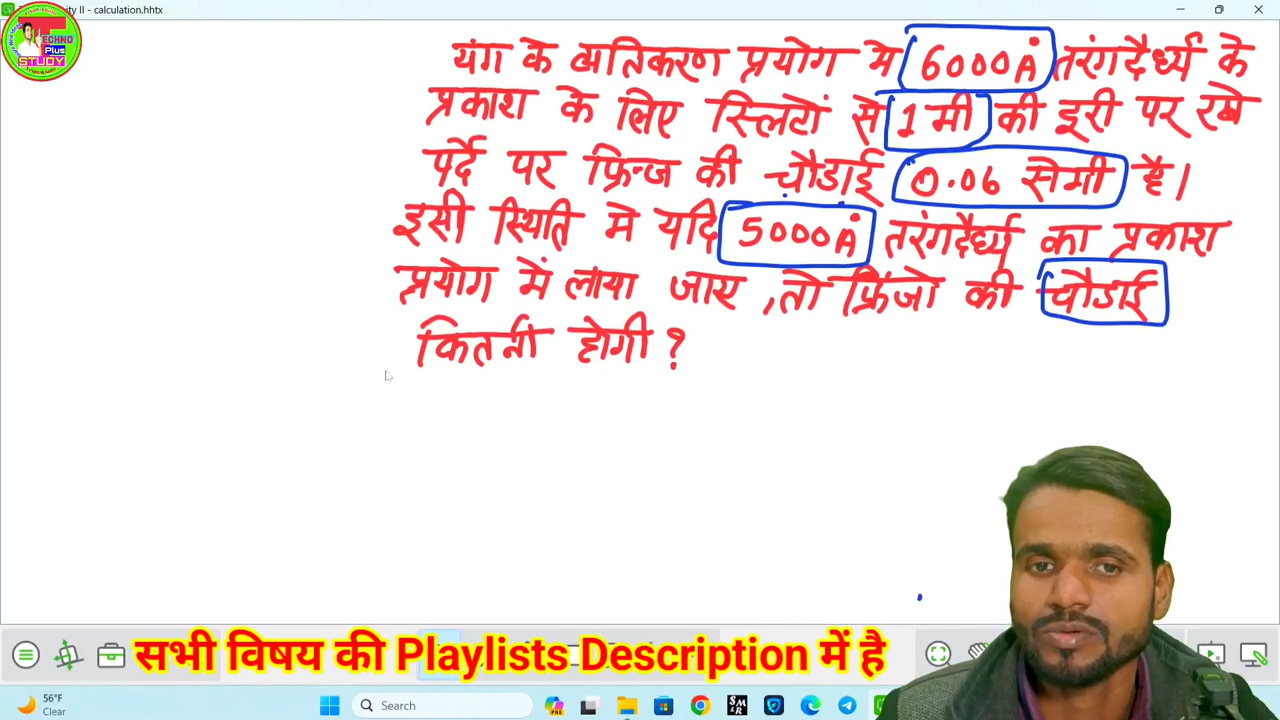 ity II - calculation.hhtx
TECHNO
Plus
STUDY
यंग के व्यतिकरण प्रयोग मे 6000Å तरंगदैर्ध्य के
प्रकाश के लिए स्लिटों से 1 मी की दूरी पर रखे
पर्दे पर फ्रिन्ज की चौडाई 0.06 सेमी है।
इसी स्थिति मे यदि 5000Å तरंगदैर्ध्य का प्रकाश
प्रयोग में लाया जाए, तो फ्रिंजो की चौडाई
कितनी होगी?
सभी विषय की Playlists Description में है
56°F
Clear
Search